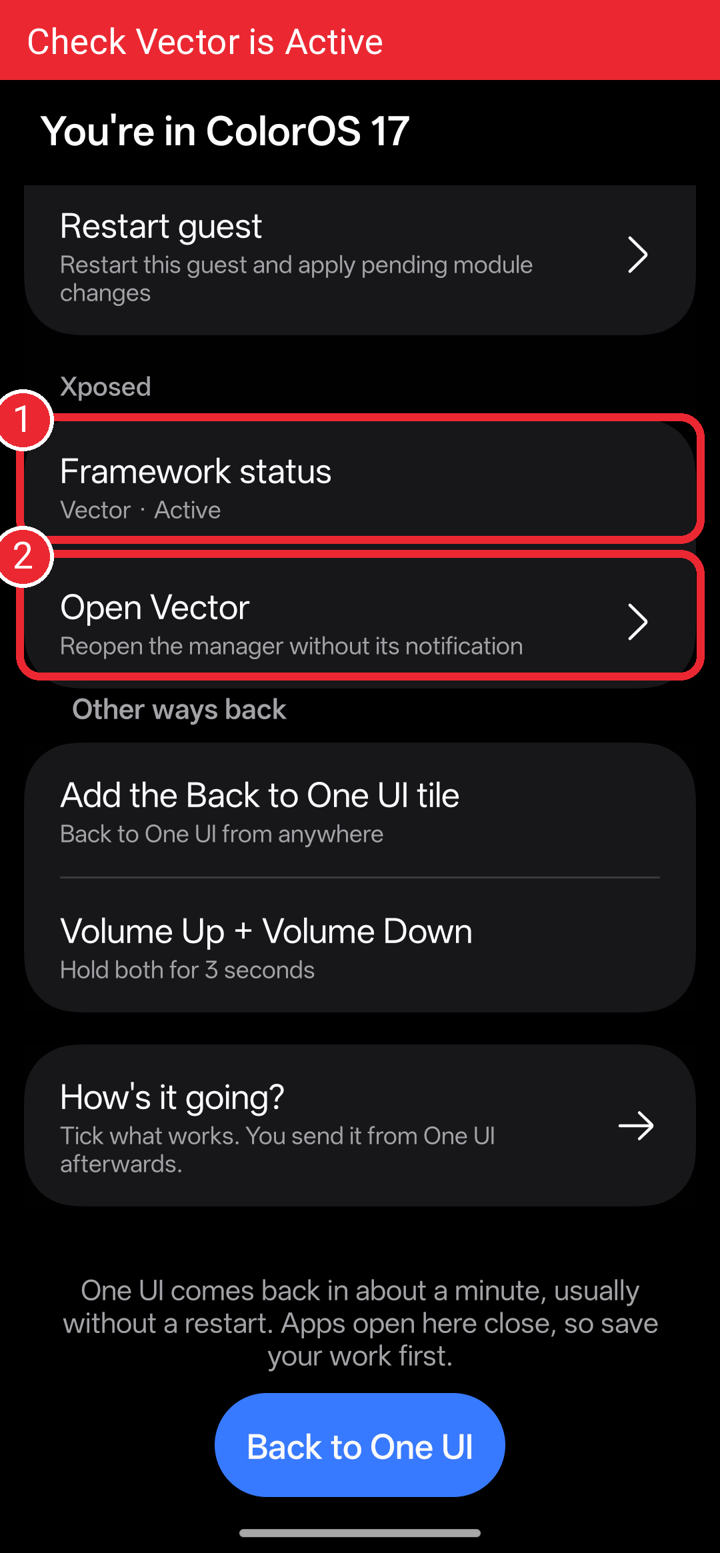 Check Vector is Active
You're in ColorOS 17
Restart guest
Restart this guest and apply pending module
changes
Xposed
1
Framework status
Vector · Active
2
Open Vector
Reopen the manager without its notification
Other ways back
Add the Back to One UI tile
Back to One UI from anywhere
Volume Up + Volume Down
Hold both for 3 seconds
How's it going?
Tick what works. You send it from One UI
afterwards.
One UI comes back in about a minute, usually
without a restart. Apps open here close, so save
your work first.
Back to One UI